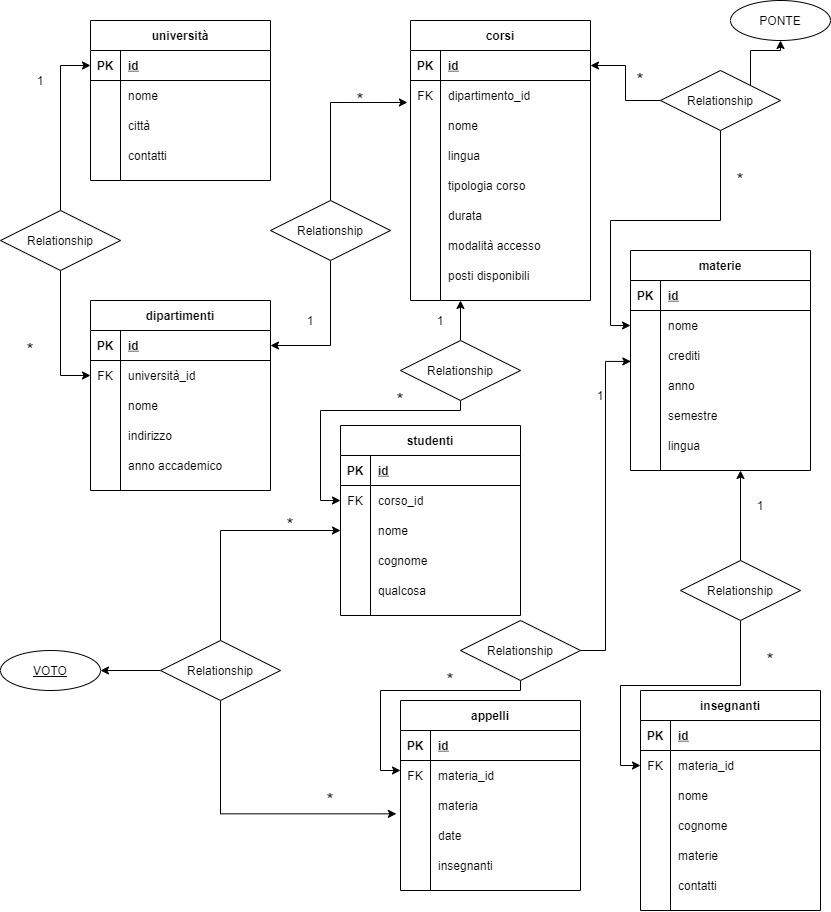 università
PK id
nome
città
contatti
corsi
PK id
FK dipartimento_id
nome
lingua
tipologia corso
durata
modalità accesso
posti disponibili
PONTE
Relationship
*
*
1
Relationship
*
*
Relationship
1
dipartimenti
PK id
FK università_id
nome
indirizzo
anno accademico
materie
PK id
nome
crediti
anno
semestre
lingua
1
Relationship
*
1
studenti
PK id
FK corso_id
nome
cognome
qualcosa
*
1
Relationship
*
Relationship
*
VOTO
Relationship
*
appelli
PK id
FK materia_id
materia
date
insegnanti
insegnanti
PK id
FK materia_id
nome
cognome
materie
contatti